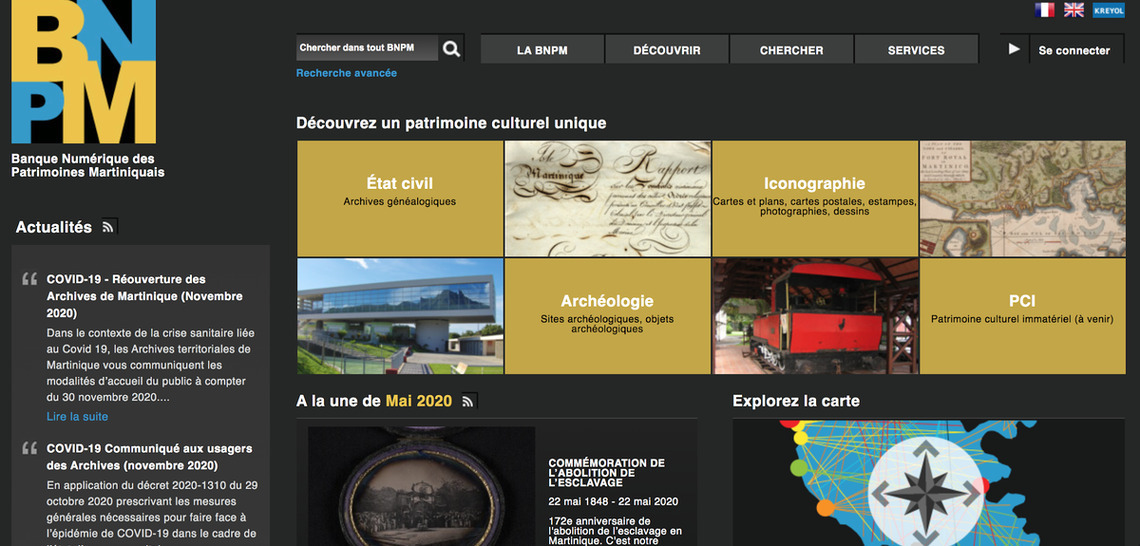 KREYOL
BNPM
Banque Numérique des
Patrimoines Martiniquais
Chercher dans tout BNPM
Recherche avancée
LA BNPM
DÉCOUVRIR
CHERCHER
SERVICES
Se connecter
Actualités
COVID-19 - Réouverture des
Archives de Martinique (Novembre
2020)
Dans le contexte de la crise sanitaire liée
au Covid 19, les Archives territoriales de
Martinique vous communiquent les
modalités d'accueil du public à compter
du 30 novembre 2020....
Lire la suite
COVID-19 Communiqué aux usagers
des Archives (novembre 2020)
En application du décret 2020-1310 du 29
octobre 2020 prescrivant les mesures
générales nécessaires pour faire face à
l'épidémie de COVID-19 dans le cadre de
Découvrez un patrimoine culturel unique
État civil
Archives généalogiques
Martinique
Rapport
Iconographie
Cartes et plans, cartes postales, estampes,
photographies, dessins
Archéologie
Sites archéologiques, objets
archéologiques
PCI
Patrimoine culturel immatériel (à venir)
A la une de Mai 2020
COMMÉMORATION DE
L'ABOLITION DE
L'ESCLAVAGE
22 mai 1848 - 22 mai 2020
172e anniversaire de
l'abolition de l'esclavage en
Martinique. C'est notre
Explorez la carte